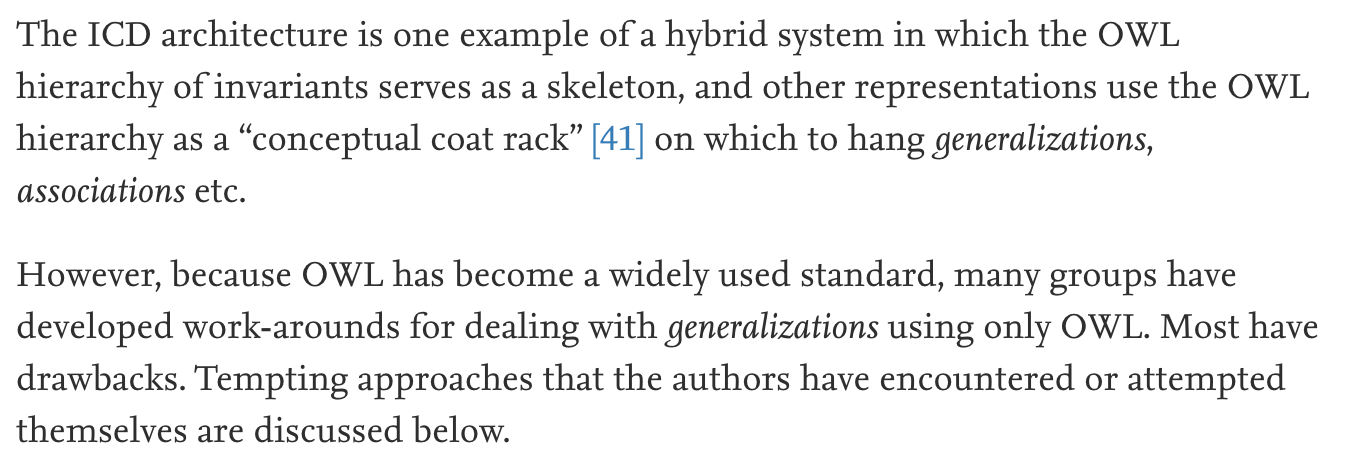 The ICD architecture is one example of a hybrid system in which the OWL
hierarchy of invariants serves as a skeleton, and other representations use the OWL
hierarchy as a “conceptual coat rack” [41] on which to hang generalizations,
associations etc.
However, because OWL has become a widely used standard, many groups have
developed work-arounds for dealing with generalizations using only OWL. Most have
drawbacks. Tempting approaches that the authors have encountered or attempted
themselves are discussed below.